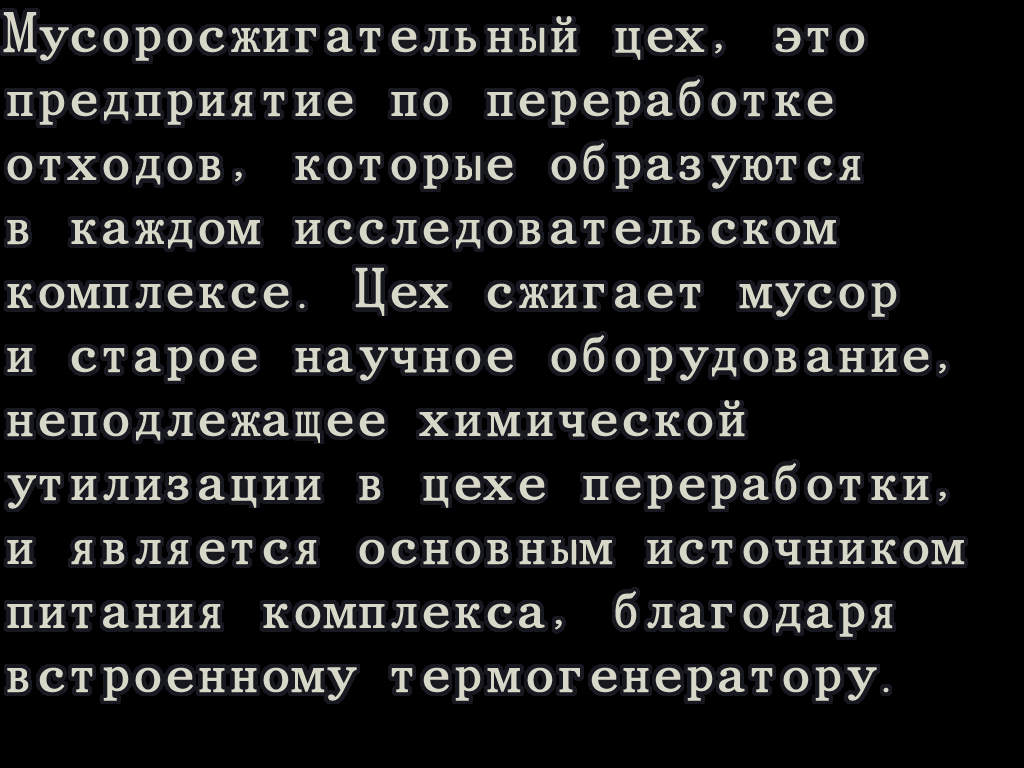 Мусоросжигательный цех, это
предприятие по переработке
отходов, которые образуются
в каждом исследовательском
комплексе. Цех сжигает мусор
и старое научное оборудование,
неподлежащее химической
утилизации в цехе переработки,
и является основным источником
питания комплекса, благодаря
встроенному термогенератору.